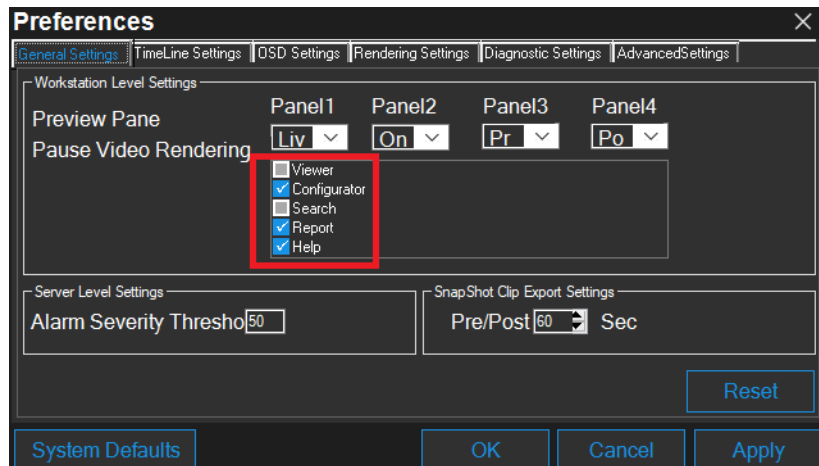 Preferences
General Settings TimeLine Settings OSD Settings Rendering Settings Diagnostic Settings AdvancedSettings
Workstation Level Settings
Preview Pane Panel1 Panel2 Panel3 Panel4
Liv On Pr Po
Pause Video Rendering
Viewer
Configurator
Search
Report
Help
Server Level Settings
Alarm Severity Thresho 50
SnapShot Clip Export Settings
Pre/Post 60 Sec
Reset
System Defaults OK Cancel Apply